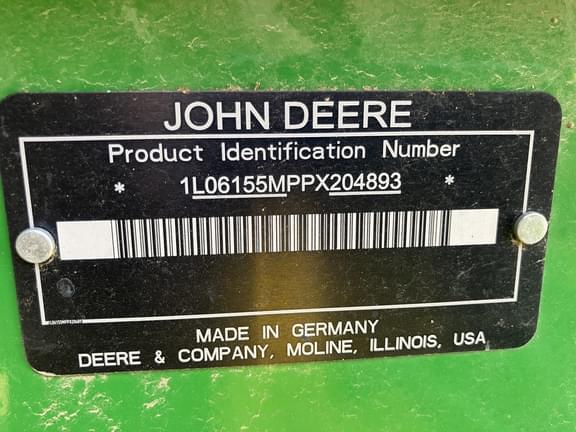 JOHN DEERE
Product Identification Number
* 1L06155MPPX204893 *
MADE IN GERMANY
DEERE & COMPANY, MOLINE, ILLINOIS, USA